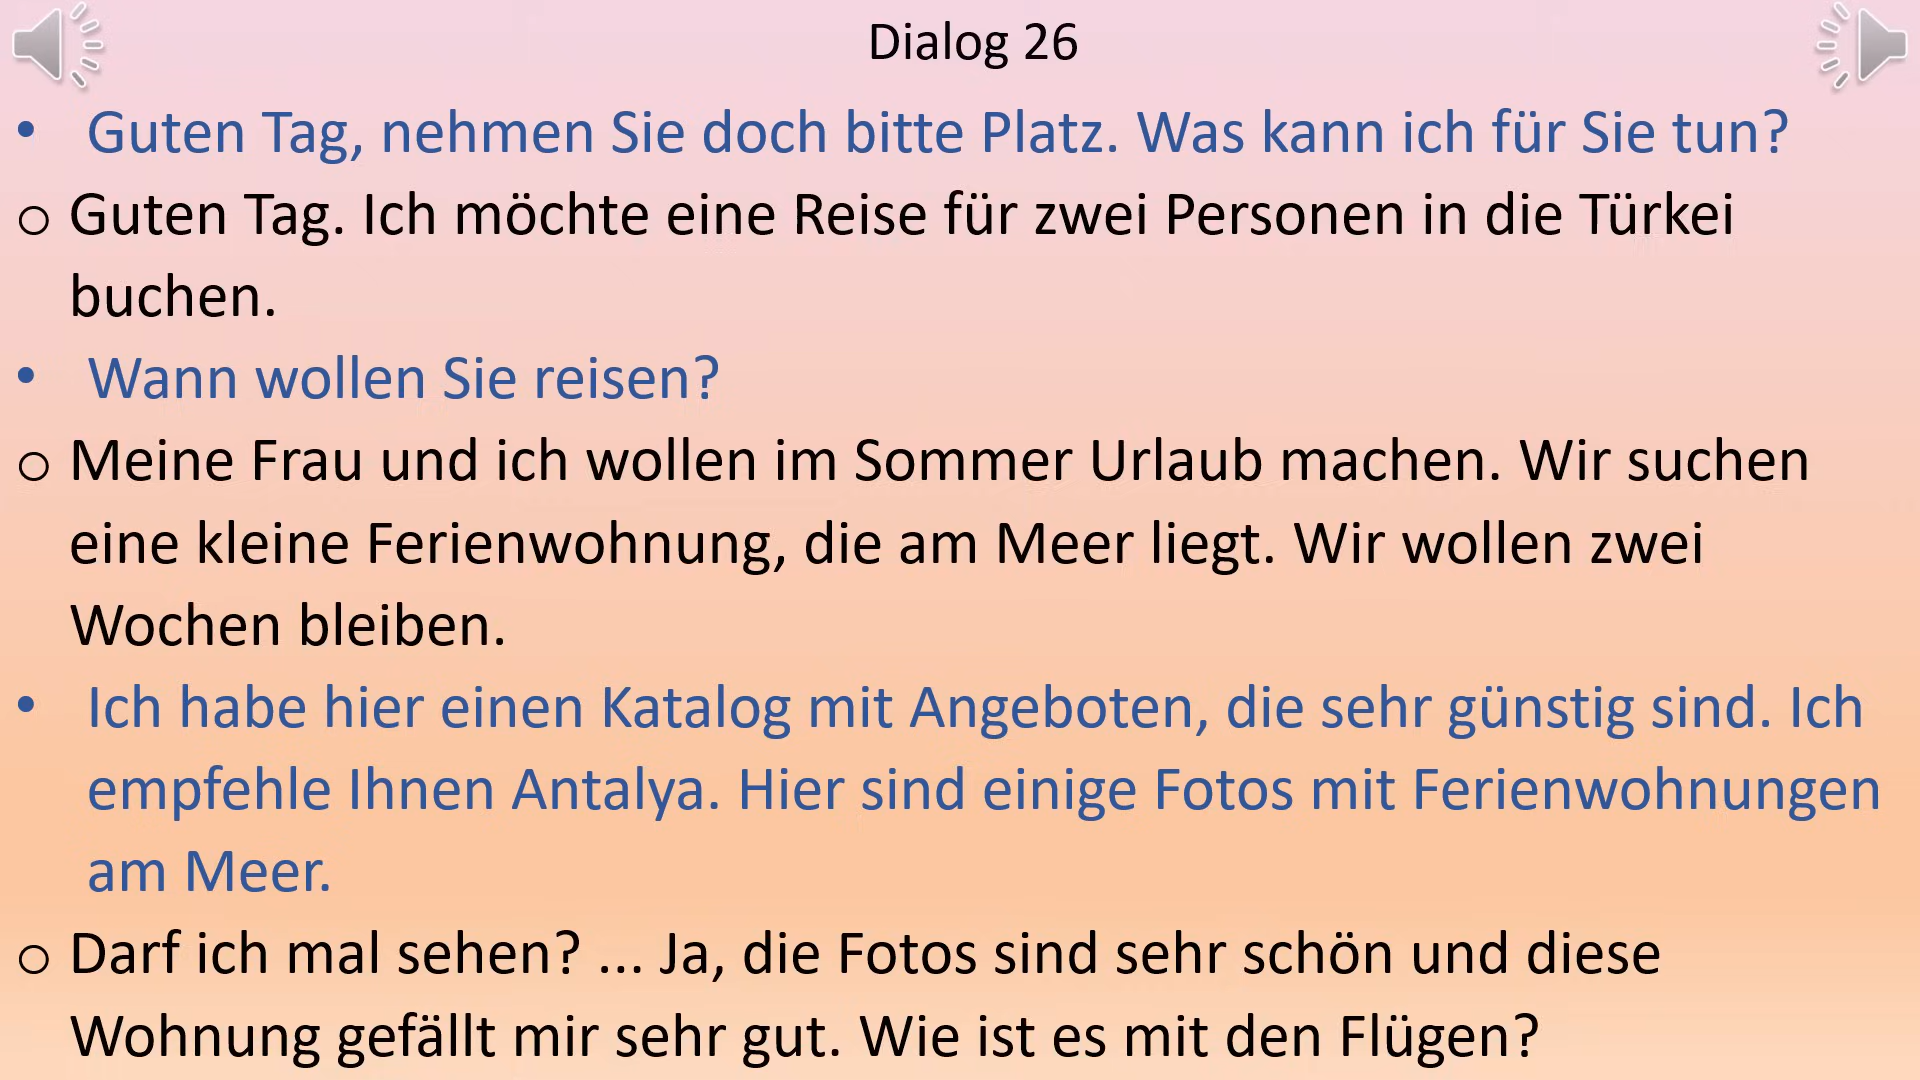 Dialog 26
• Guten Tag, nehmen Sie doch bitte Platz. Was kann ich für Sie tun?
o Guten Tag. Ich möchte eine Reise für zwei Personen in die Türkei
buchen.
• Wann wollen Sie reisen?
o Meine Frau und ich wollen im Sommer Urlaub machen. Wir suchen
eine kleine Ferienwohnung, die am Meer liegt. Wir wollen zwei
Wochen bleiben.
• Ich habe hier einen Katalog mit Angeboten, die sehr günstig sind. Ich
empfehle Ihnen Antalya. Hier sind einige Fotos mit Ferienwohnungen
am Meer.
o Darf ich mal sehen? ... Ja, die Fotos sind sehr schön und diese
Wohnung gefällt mir sehr gut. Wie ist es mit den Flügen?